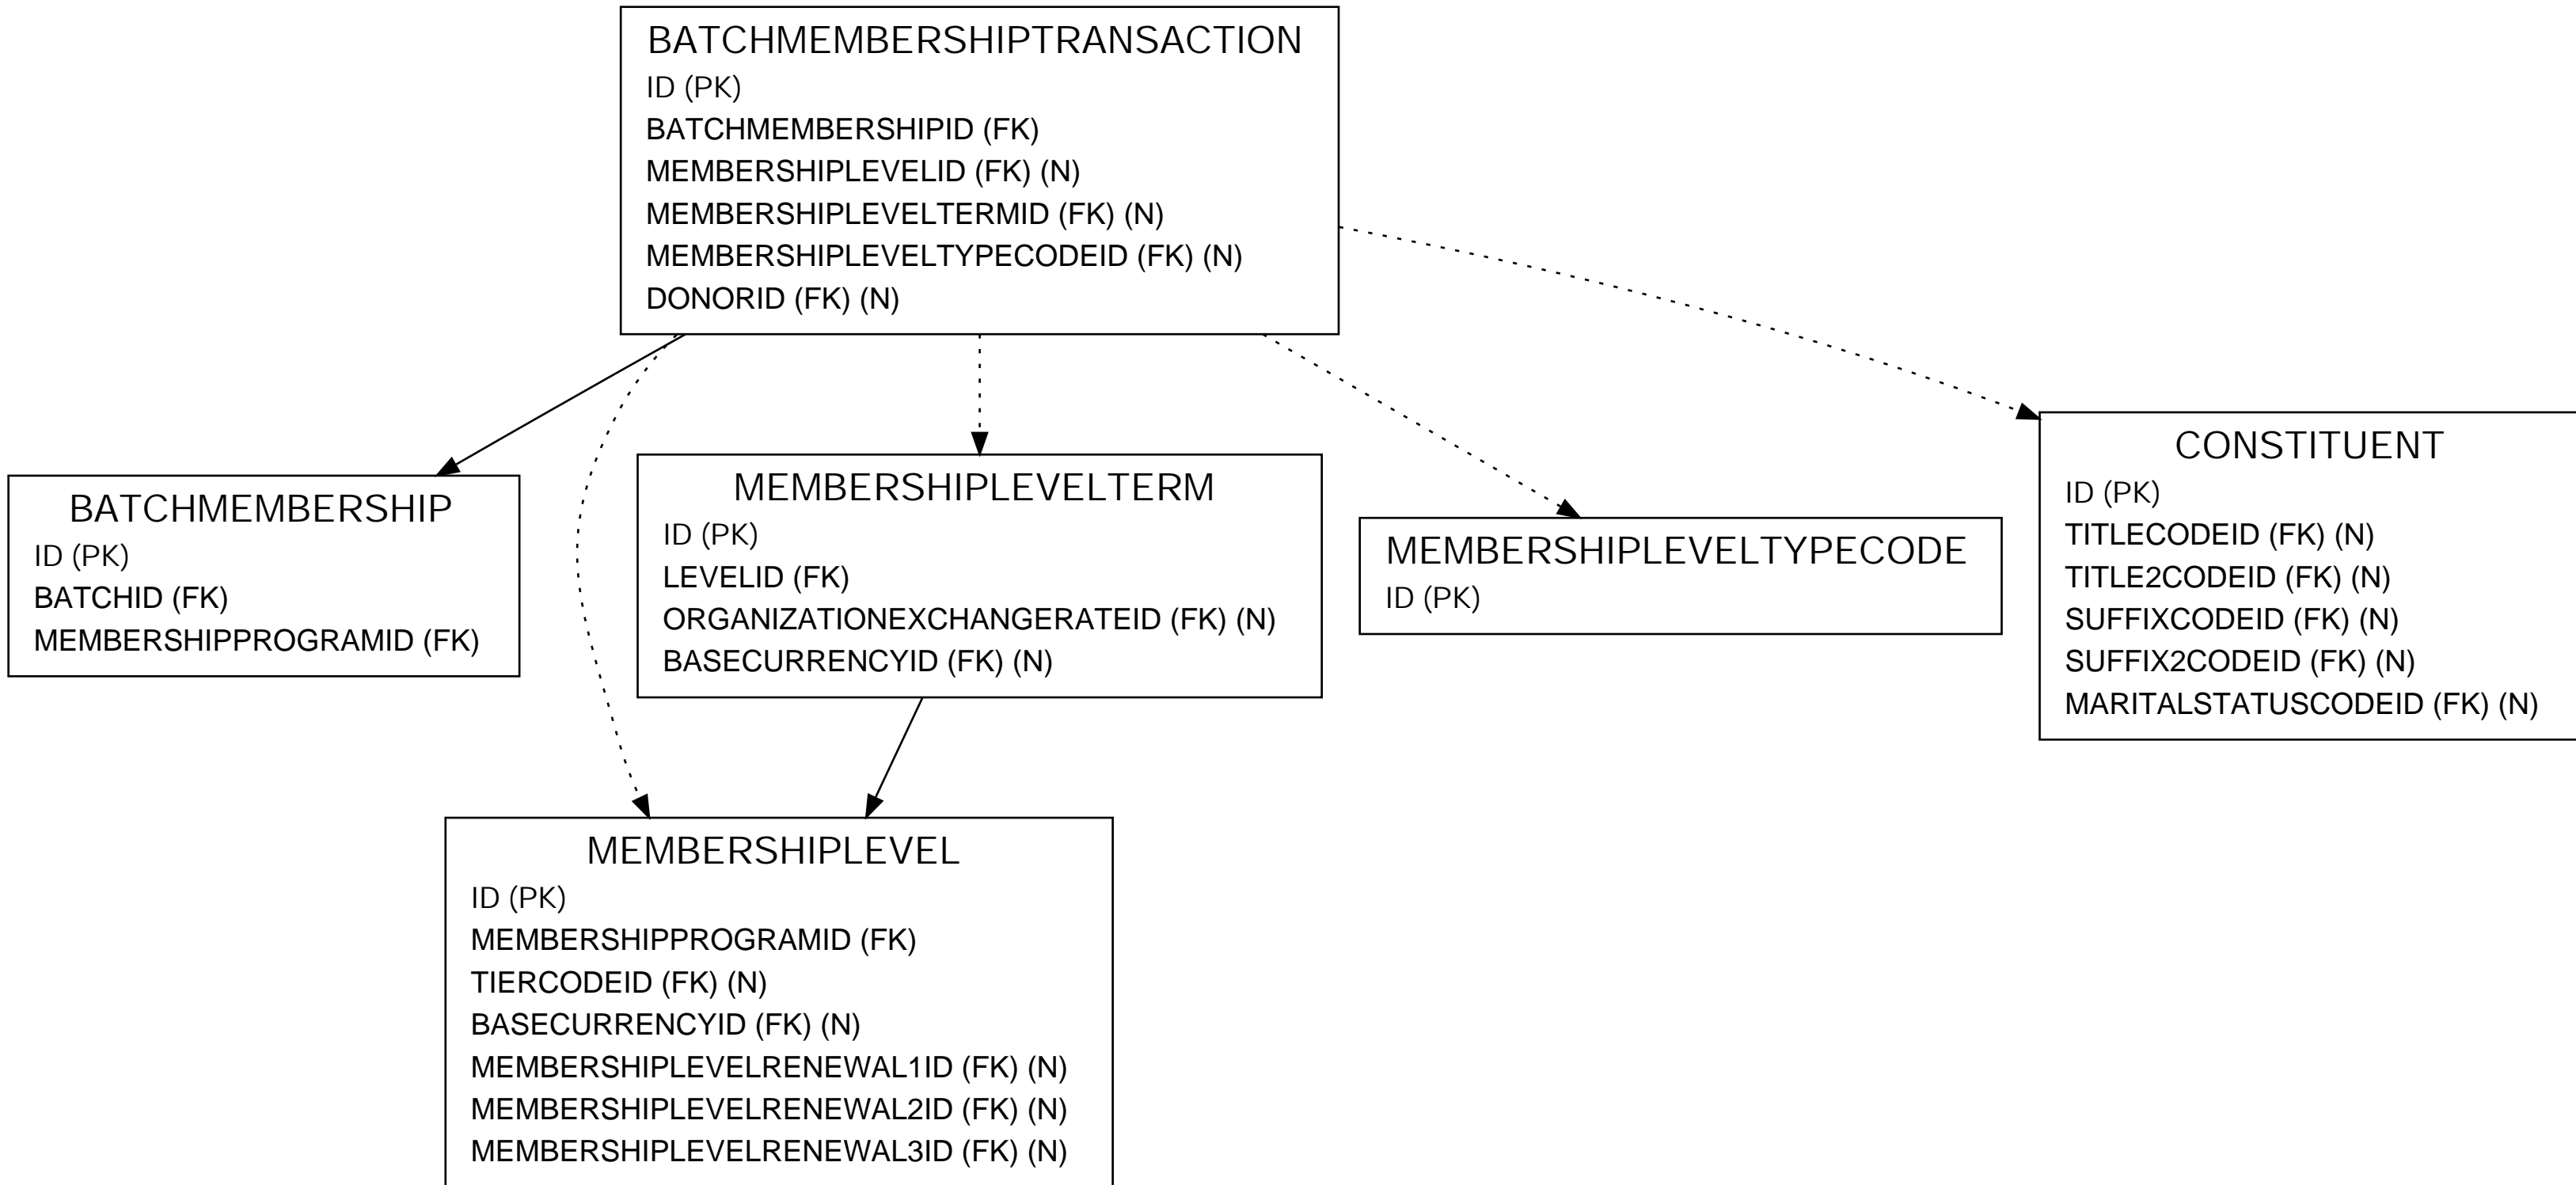 BATCHMEMBERSHIPTRANSACTION
ID (PK)
BATCHMEMBERSHIPID (FK)
MEMBERSHIPLEVELID (FK) (N)
MEMBERSHIPLEVELTERMID (FK) (N)
MEMBERSHIPLEVELTYPECODEID (FK) (N)
DONORID (FK) (N)
BATCHMEMBERSHIP
ID (PK)
BATCHID (FK)
MEMBERSHIPPROGRAMID (FK)
MEMBERSHIPLEVELTERM
ID (PK)
LEVELID (FK)
ORGANIZATIONEXCHANGERATEID (FK) (N)
BASECURRENCYID (FK) (N)
MEMBERSHIPLEVELTYPECODE
ID (PK)
CONSTITUENT
ID (PK)
TITLECODEID (FK) (N)
TITLE2CODEID (FK) (N)
SUFFIXCODEID (FK) (N)
SUFFIX2CODEID (FK) (N)
MARITALSTATUSCODEID (FK) (N)
MEMBERSHIPLEVEL
ID (PK)
MEMBERSHIPPROGRAMID (FK)
TIERCODEID (FK) (N)
BASECURRENCYID (FK) (N)
MEMBERSHIPLEVELRENEWAL1ID (FK) (N)
MEMBERSHIPLEVELRENEWAL2ID (FK) (N)
MEMBERSHIPLEVELRENEWAL3ID (FK) (N)